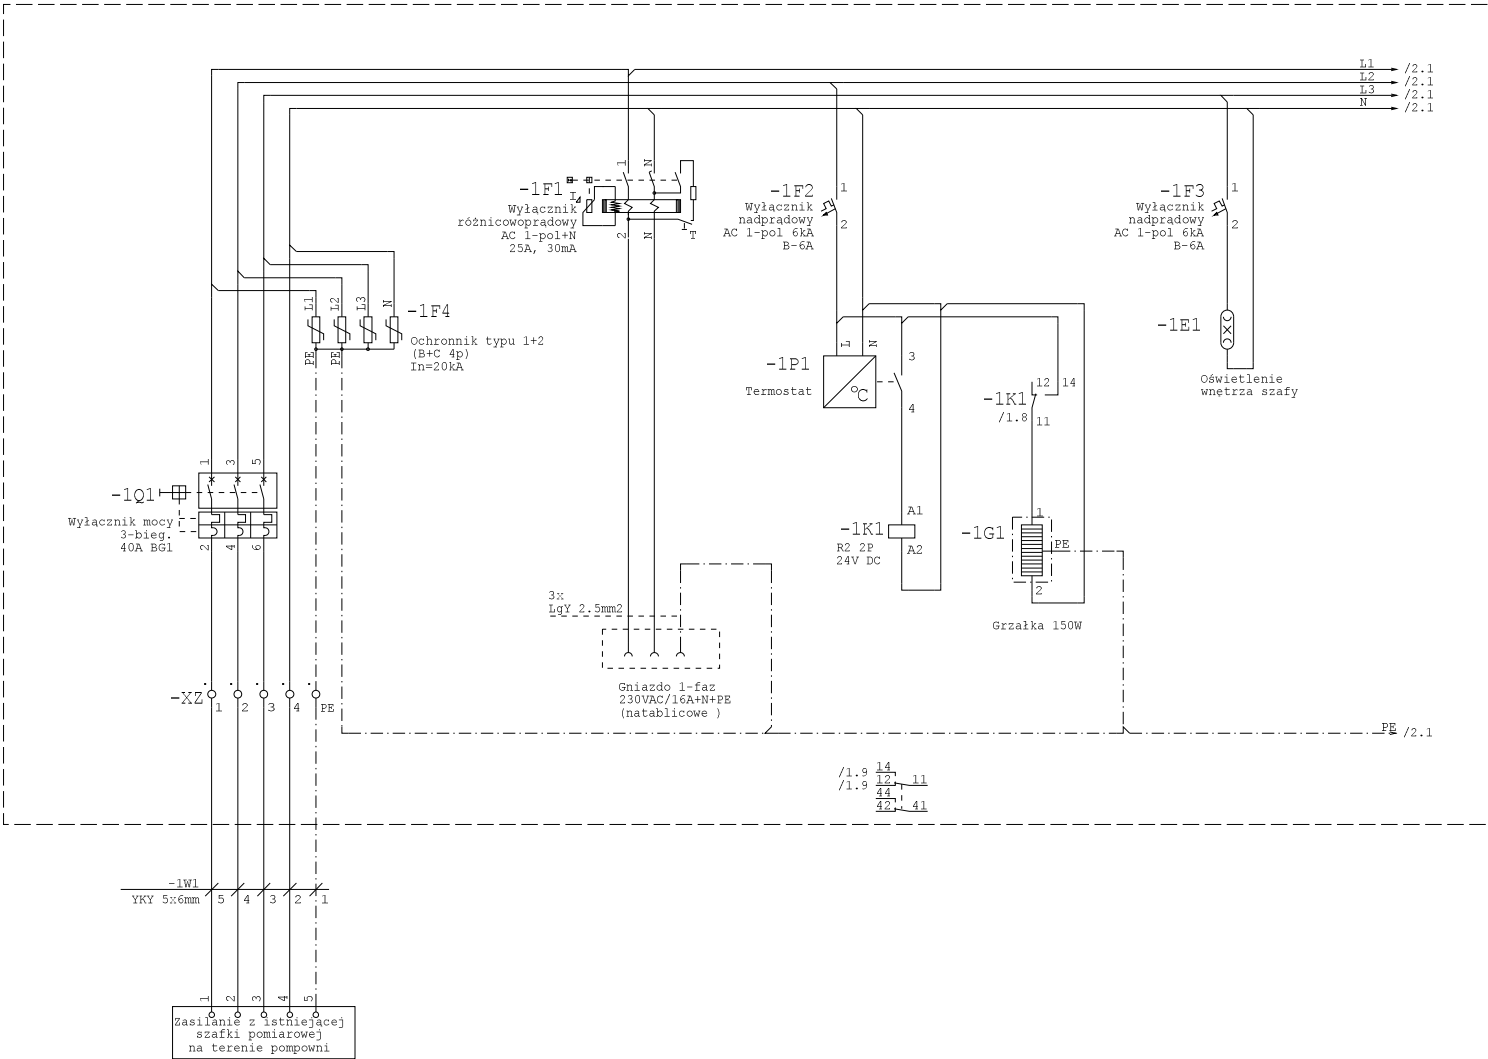 L1 /2.1
L2 /2.1
L3 /2.1
N /2.1
1 N
-1F1
I
Wyłącznik
różnicowoprądowy
AC 1-pol+N
25A, 30mA
T
2 N
-1F2
1
Wyłącznik
nadprądowy
AC 1-pol 6kA
B-6A
2
-1F3
1
Wyłącznik
nadprądowy
AC 1-pol 6kA
B-6A
2
L1 L2 L3 N
-1F4
Ochronnik typu 1+2
(B+C 4p)
In=20kA
PE PE
-1E1
Oświetlenie
wnętrza szafy
L N
-1P1
Termostat
°C
3
4
12 14
-1K1
/1.8
11
1 3 5
-1Q1
Wyłącznik mocy
3-bieg.
40A BG1
2 4 6
A1
-1K1
R2 2P
24V DC
A2
1
-1G1
PE
2
Grzałka 150W
3x
LgY 2.5mm2
Gniazdo 1-faz
230VAC/16A+N+PE
(natablicowe )
-XZ
1 2 3 4 PE
PE /2.1
/1.9 14
/1.9 12 11
44
42 41
-1W1
YKY 5x6mm 5 4 3 2 1
1 2 3 4 5
Zasilanie z istniejącej
szafki pomiarowej
na terenie pompowni